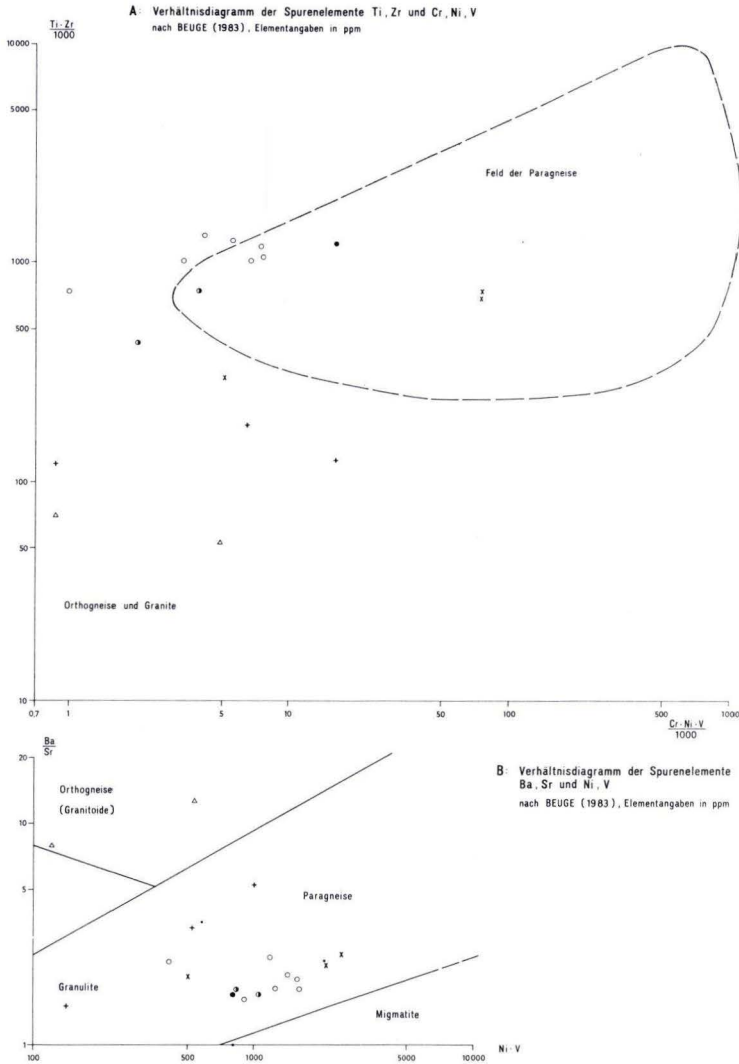 A: Verhältnisdiagramm der Spurenelemente Ti, Zr und Cr, Ni, V
nach BEUGE (1983), Elementangaben in ppm
Ti·Zr
1000
10000
5000
1000
500
100
50
10
Feld der Paragneise
Orthogneise und Granite
0.7 1 5 10 50 100 500 1000
Cr·Ni·V
1000
B: Verhältnisdiagramm der Spurenelemente
Ba, Sr und Ni, V
nach BEUGE (1983), Elementangaben in ppm
Ba
Sr
20
10
5
1
Orthogneise
(Granitoide)
Paragneise
Granulite
Migmatite
100 500 1000 5000 10000
Ni·V